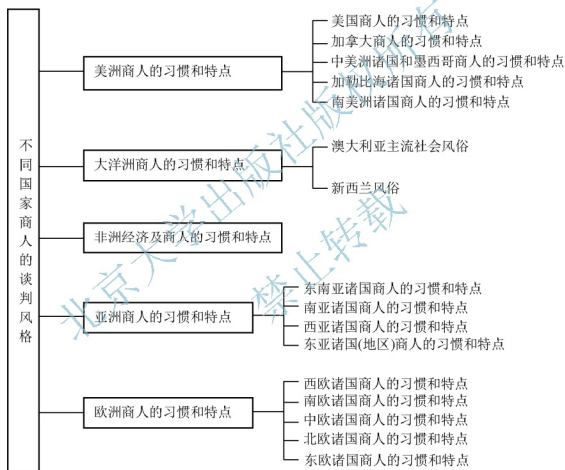 不同国家商人的谈判风格
美洲商人的习惯和特点
美国商人的习惯和特点
加拿大商人的习惯和特点
中美洲诸国和墨西哥商人的习惯和特点
加勒比海诸国商人的习惯和特点
南美洲诸国商人的习惯和特点
大洋洲商人的习惯和特点
澳大利亚主流社会风俗
新西兰风俗
非洲经济及商人的习惯和特点
亚洲商人的习惯和特点
东南亚诸国商人的习惯和特点
南亚诸国商人的习惯和特点
西亚诸国商人的习惯和特点
东亚诸国(地区)商人的习惯和特点
欧洲商人的习惯和特点
西欧诸国商人的习惯和特点
南欧诸国商人的习惯和特点
中欧诸国商人的习惯和特点
北欧诸国商人的习惯和特点
东欧诸国商人的习惯和特点
北京大学出版社版权所有
禁止转载